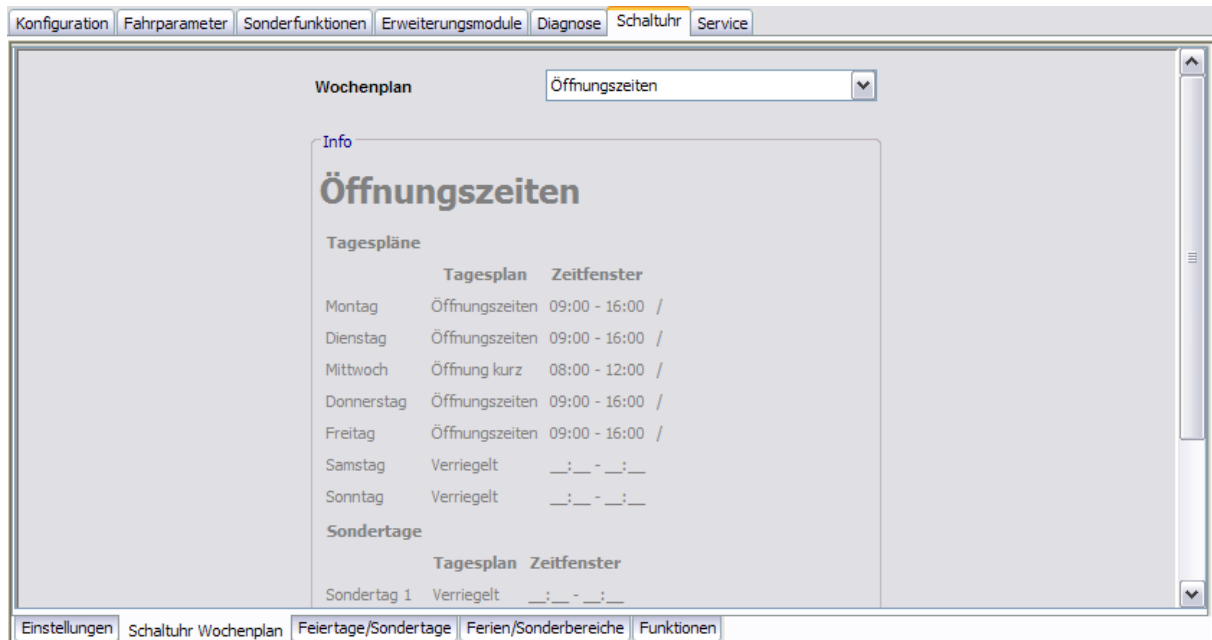 Konfiguration Fahrparameter Sonderfunktionen Erweiterungsmodule Diagnose Schaltuhr Service
Wochenplan Öffnungszeiten
Info
Öffnungszeiten
Tagespläne
Tagesplan Zeitfenster
Montag Öffnungszeiten 09:00 - 16:00 /
Dienstag Öffnungszeiten 09:00 - 16:00 /
Mittwoch Öffnung kurz 08:00 - 12:00 /
Donnerstag Öffnungszeiten 09:00 - 16:00 /
Freitag Öffnungszeiten 09:00 - 16:00 /
Samstag Verriegelt __:__ - __:__
Sonntag Verriegelt __:__ - __:__
Sondertage
Tagesplan Zeitfenster
Sondertag 1 Verriegelt __:__ - __:__
Einstellungen Schaltuhr Wochenplan Feiertage/Sondertage Ferien/Sonderbereiche Funktionen